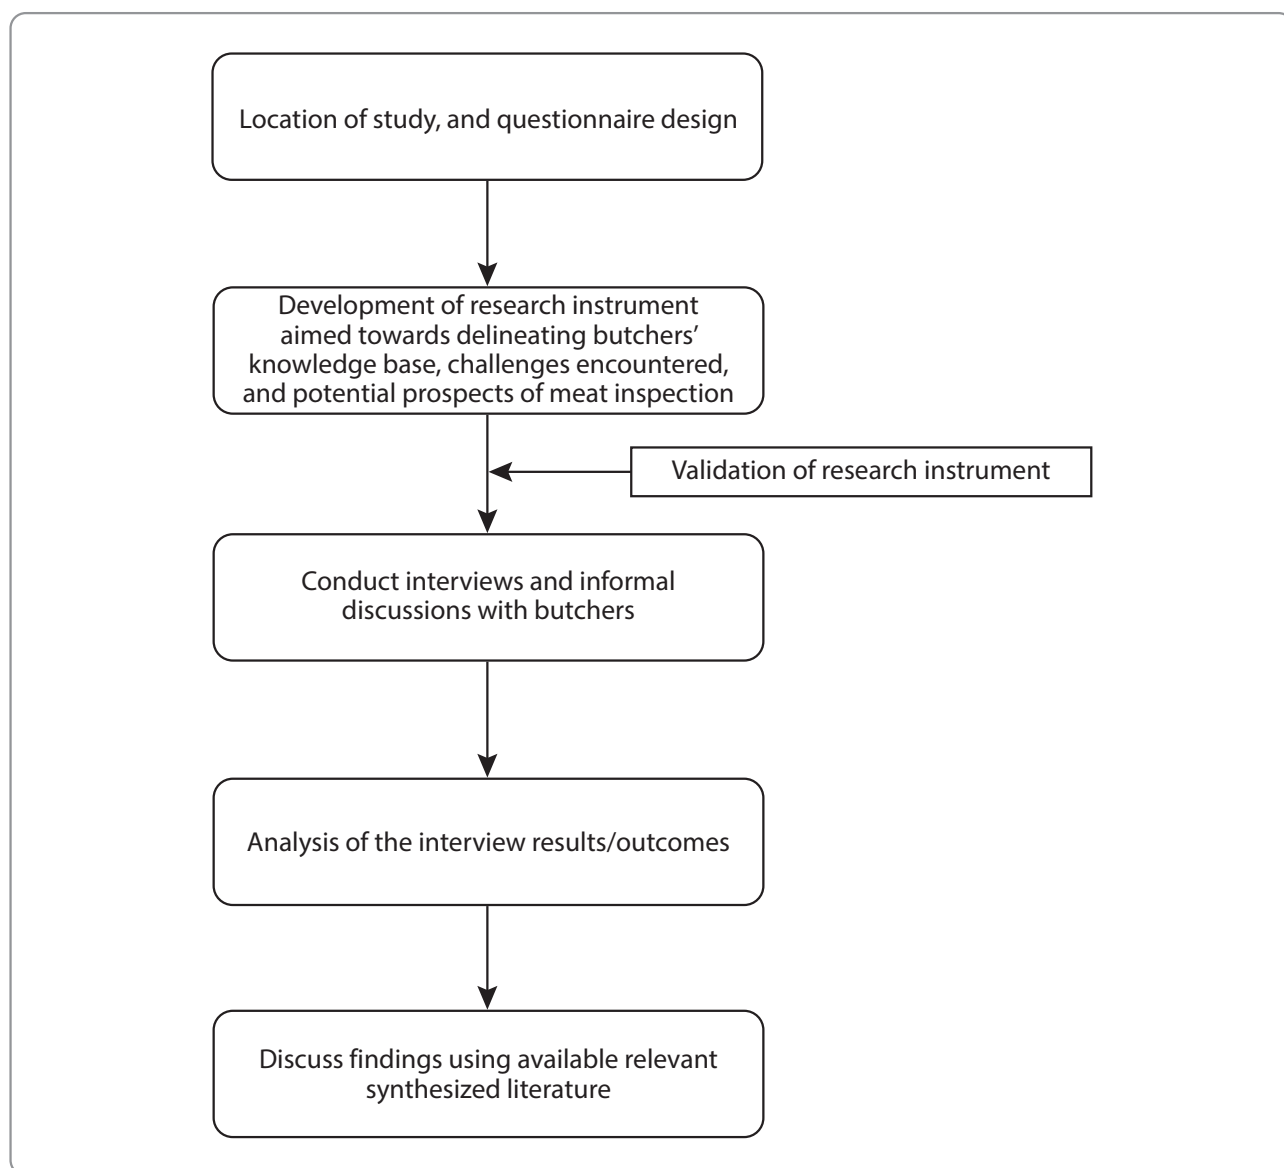 Location of study, and questionnaire design
Development of research instrument
aimed towards delineating butchers’
knowledge base, challenges encountered,
and potential prospects of meat inspection
Validation of research instrument
Conduct interviews and informal
discussions with butchers
Analysis of the interview results/outcomes
Discuss findings using available relevant
synthesized literature